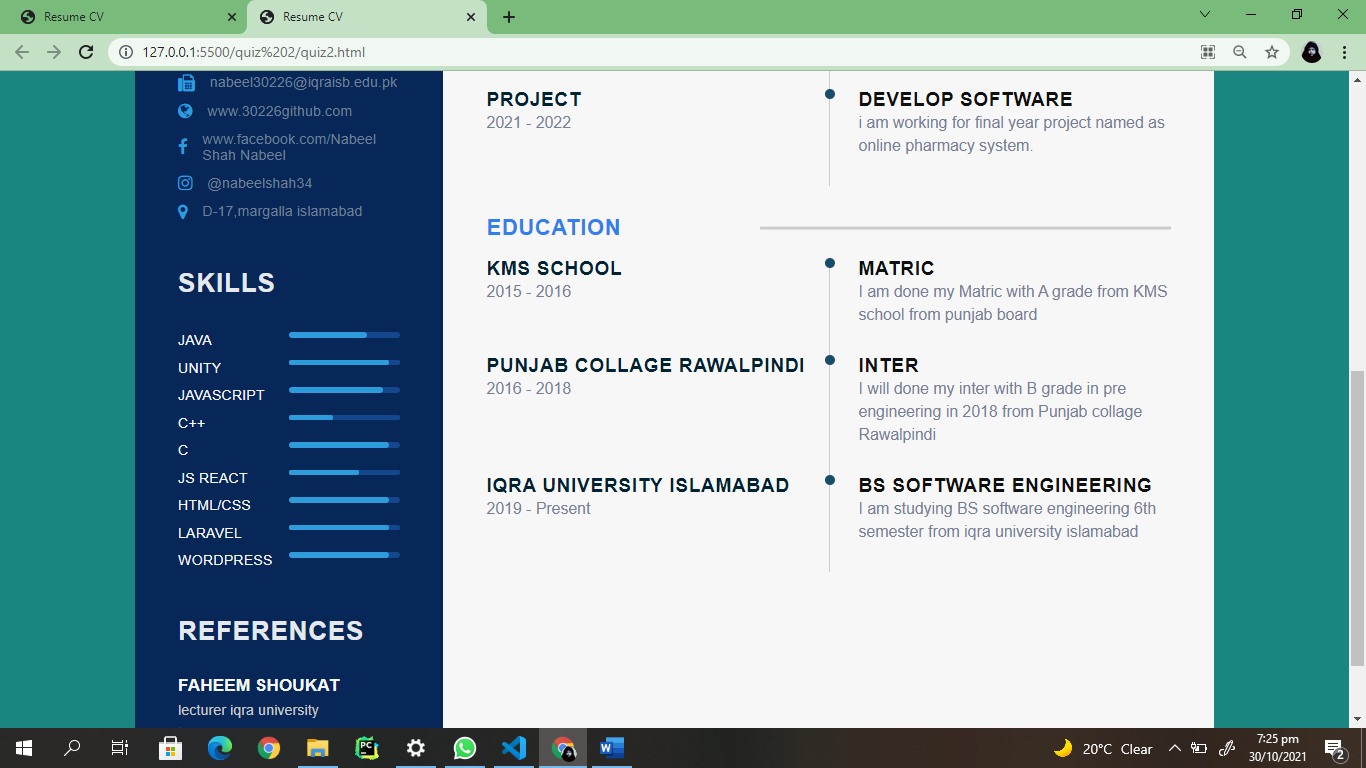 Resume CV
Resume CV
127.0.0.1:5500/quiz%202/quiz2.html
nabeel30226@iqraisb.edu.pk
www.30226github.com
www.facebook.com/Nabeel
Shah Nabeel
@nabeelshah34
D-17,margalla islamabad
SKILLS
JAVA
UNITY
JAVASCRIPT
C++
C
JS REACT
HTML/CSS
LARAVEL
WORDPRESS
REFERENCES
FAHEEM SHOUKAT
lecturer iqra university
PROJECT
2021 - 2022
DEVELOP SOFTWARE
i am working for final year project named as
online pharmacy system.
EDUCATION
KMS SCHOOL
2015 - 2016
MATRIC
I am done my Matric with A grade from KMS
school from punjab board
PUNJAB COLLAGE RAWALPINDI
2016 - 2018
INTER
I will done my inter with B grade in pre
engineering in 2018 from Punjab collage
Rawalpindi
IQRA UNIVERSITY ISLAMABAD
2019 - Present
BS SOFTWARE ENGINEERING
I am studying BS software engineering 6th
semester from iqra university islamabad
PC
W
20°C Clear
7:25 pm
30/10/2021
2